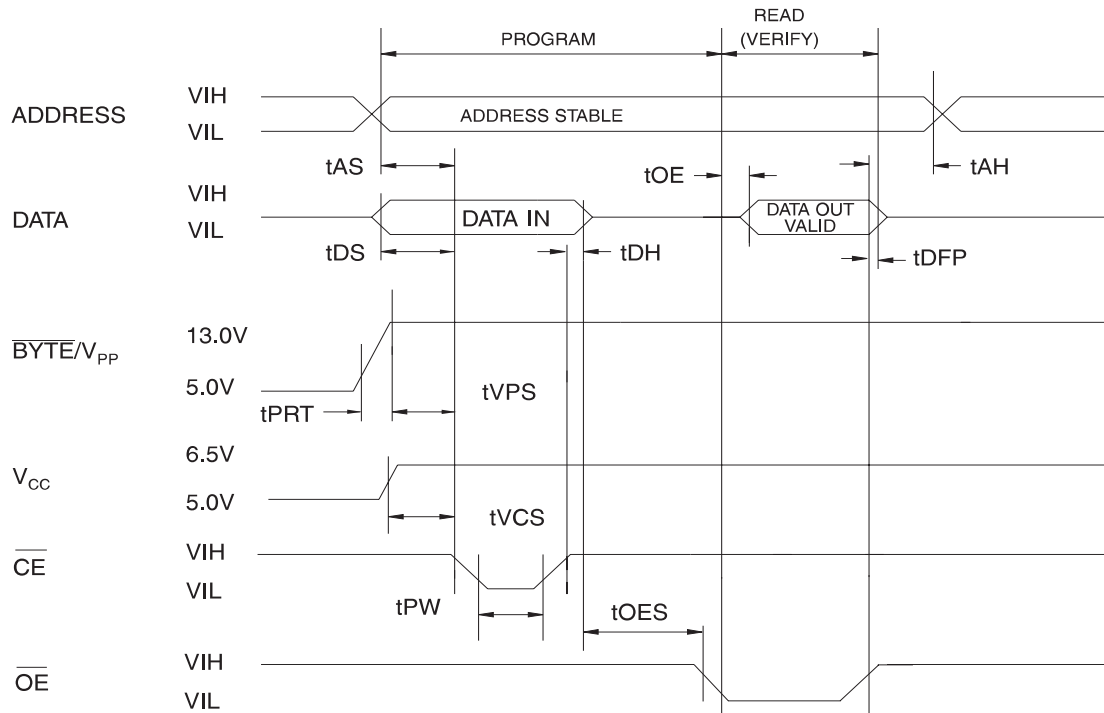 READ
PROGRAM
(VERIFY)
VIH
ADDRESS
ADDRESS STABLE
VIL
tAS
tOE
tAH
VIH
DATA
DATA IN
DATA OUT
VALID
VIL
tDS
tDH
tDFP
13.0V
BYTE/VPP
5.0V
tPRT
tVPS
6.5V
VCC
5.0V
tVCS
VIH
CE
VIL
tPW
tOES
VIH
OE
VIL